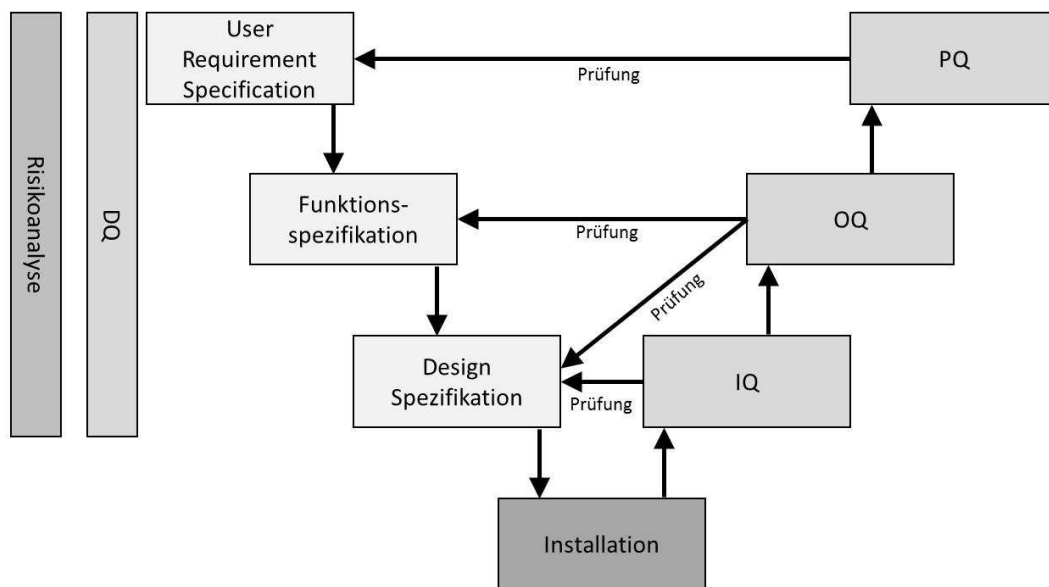 Risikoanalyse
DQ
User
Requirement
Specification
Prüfung
PQ
Funktions-
spezifikation
Prüfung
OQ
Prüfung
Design
Spezifikation
Prüfung
IQ
Installation